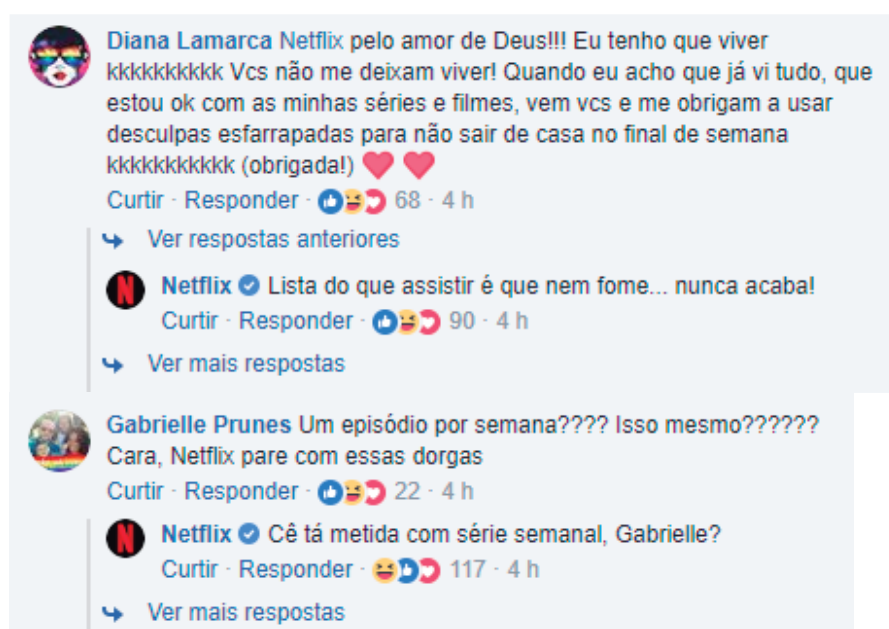 Diana Lamarca Netflix pelo amor de Deus!!! Eu tenho que viver
kkkkkkkkkk Vcs não me deixam viver! Quando eu acho que já vi tudo, que
estou ok com as minhas séries e filmes, vem vcs e me obrigam a usar
desculpas esfarrapadas para não sair de casa no final de semana
kkkkkkkkkkk (obrigada!)
Curtir · Responder · 68 · 4 h
Ver respostas anteriores
Netflix Lista do que assistir é que nem fome... nunca acaba!
Curtir · Responder · 90 · 4 h
Ver mais respostas
Gabrielle Prunes Um episódio por semana???? Isso mesmo??????
Cara, Netflix pare com essas dorgas
Curtir · Responder · 22 · 4 h
Netflix Cê tá metida com série semanal, Gabrielle?
Curtir · Responder · 117 · 4 h
Ver mais respostas